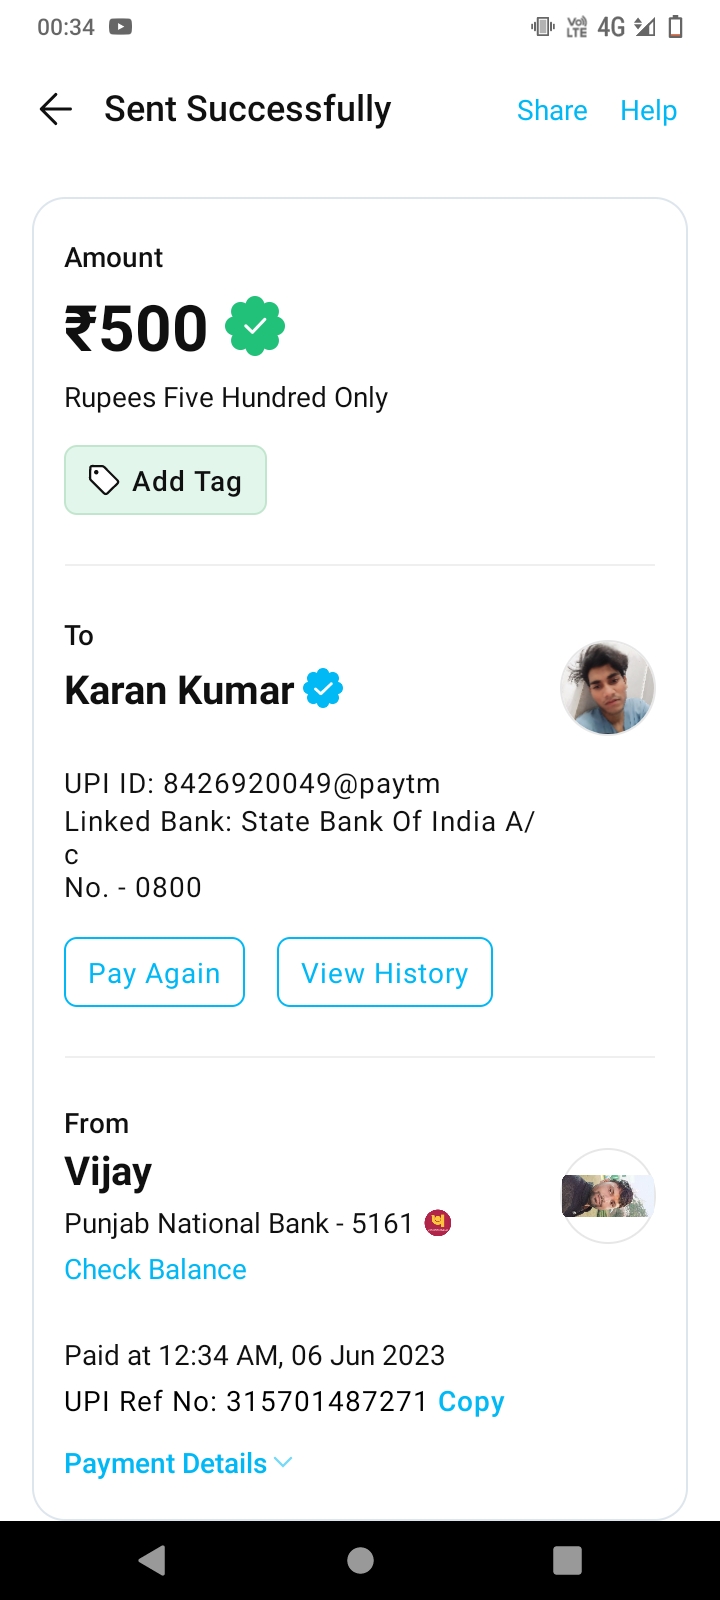 00:34
Vo) LTE 4G
Sent Successfully Share Help
Amount
₹500
Rupees Five Hundred Only
Add Tag
To
Karan Kumar
UPI ID: 8426920049@paytm
Linked Bank: State Bank Of India A/
c
No. - 0800
Pay Again View History
From
Vijay
Punjab National Bank - 5161
Check Balance
Paid at 12:34 AM, 06 Jun 2023
UPI Ref No: 315701487271 Copy
Payment Details